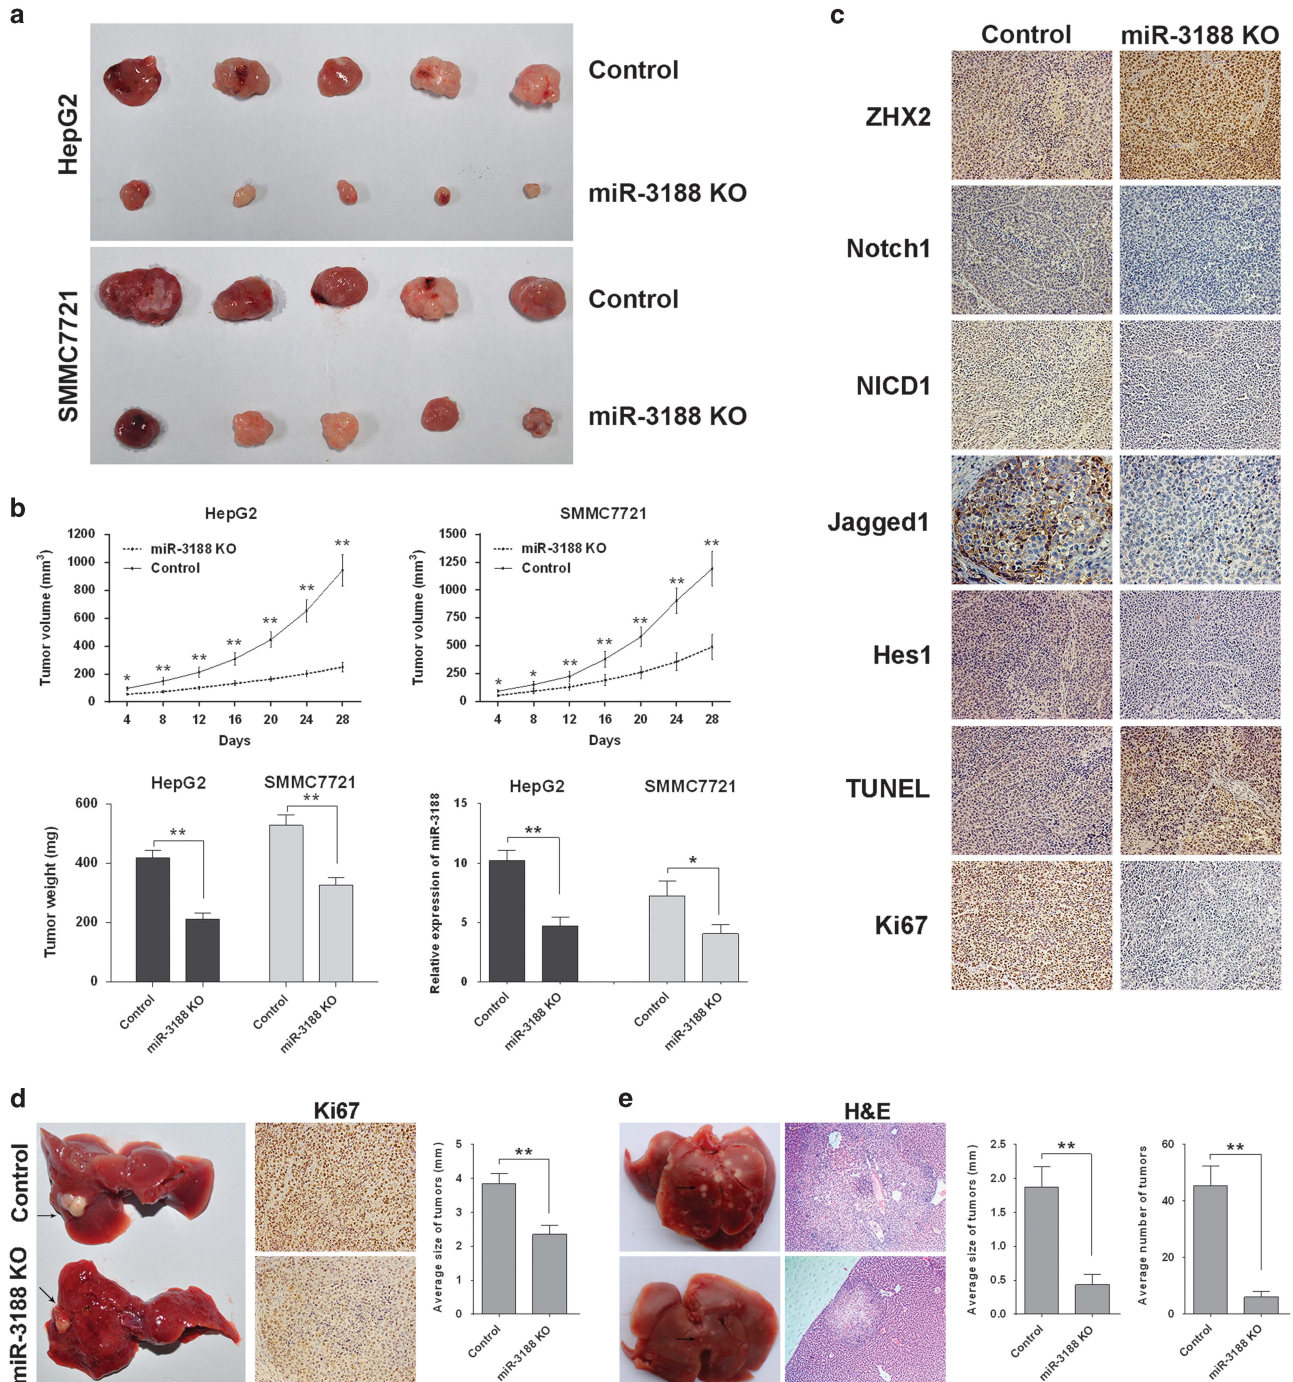 a
HepG2
Control
miR-3188 KO
SMMC7721
Control
miR-3188 KO
b
HepG2
Tumor volume (mm3)
1200
1000
800
600
400
200
0
miR-3188 KO
Control
*
**
**
**
**
**
**
4 8 12 16 20 24 28
Days
SMMC7721
Tumor volume (mm3)
1500
1250
1000
750
500
250
0
miR-3188 KO
Control
*
*
**
**
**
**
**
4 8 12 16 20 24 28
Days
HepG2 SMMC7721
Tumor weight (mg)
600
400
200
0
**
**
Control
miR-3188 KO
Control
miR-3188 KO
HepG2 SMMC7721
Relative expression of miR-3188
15
10
5
0
**
*
Control
miR-3188 KO
Control
miR-3188 KO
c
Control miR-3188 KO
ZHX2
Notch1
NICD1
Jagged1
Hes1
TUNEL
Ki67
d
Control
miR-3188 KO
Ki67
Average size of tumors (mm)
5
4
3
2
1
0
**
Control
miR-3188 KO
e
H&E
Average size of tumors (mm)
2.5
2.0
1.5
1.0
0.5
0.0
**
Control
miR-3188 KO
Average number of tumors
60
40
20
0
**
Control
miR-3188 KO